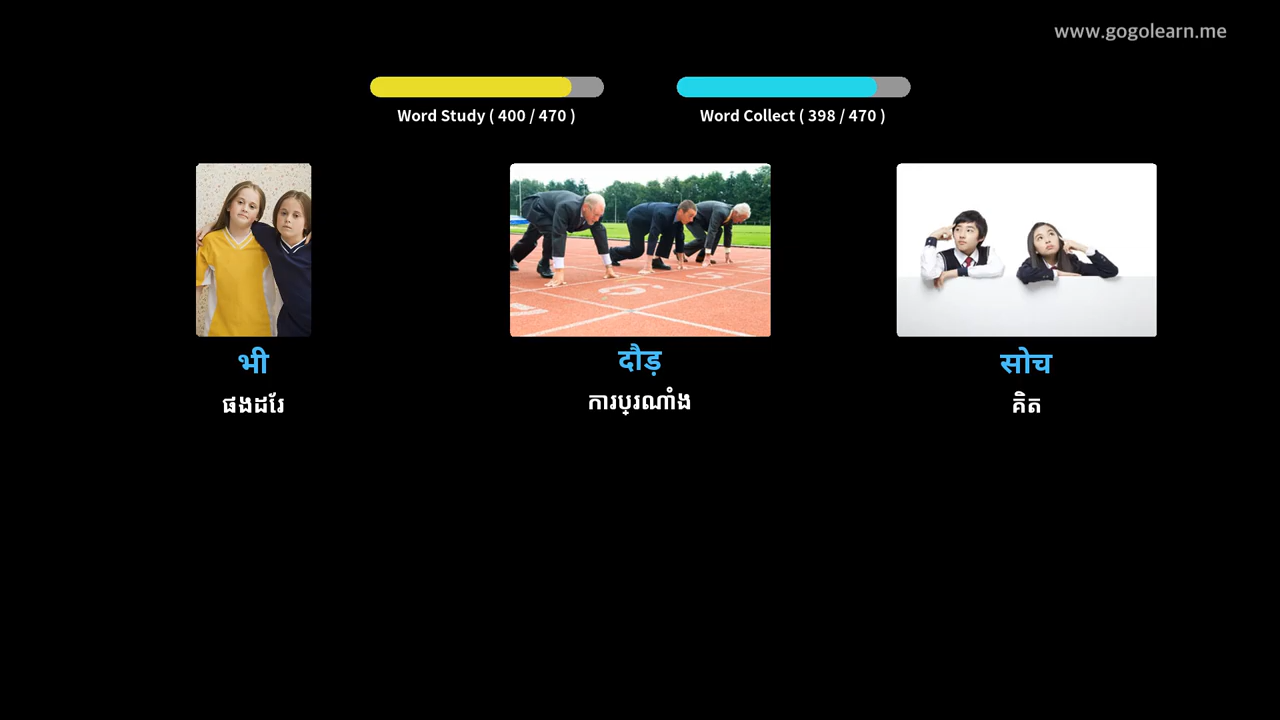 www.gogolearn.me
Word Study ( 400 / 470 )
Word Collect ( 398 / 470 )
भी
दौड़
सोच
ផងដែរ
ការប្រណាំង
គិត